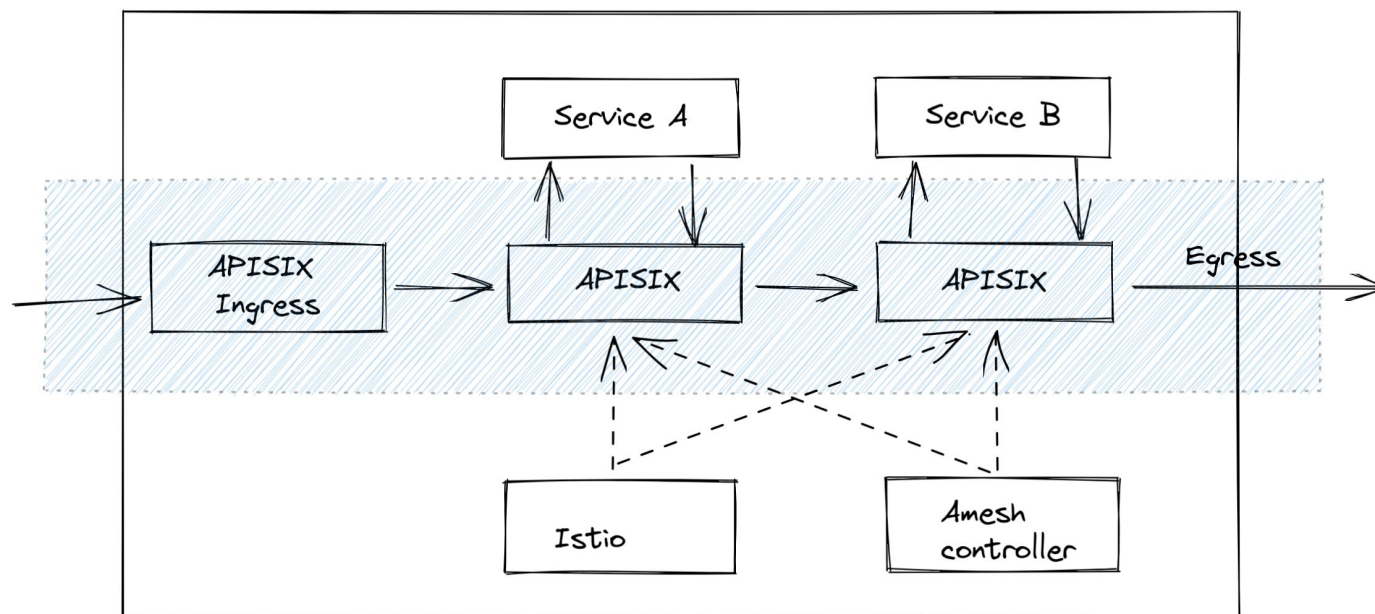 Service A
Service B
APISIX
Ingress
APISIX
APISIX
Egress
Istio
Amesh
controller